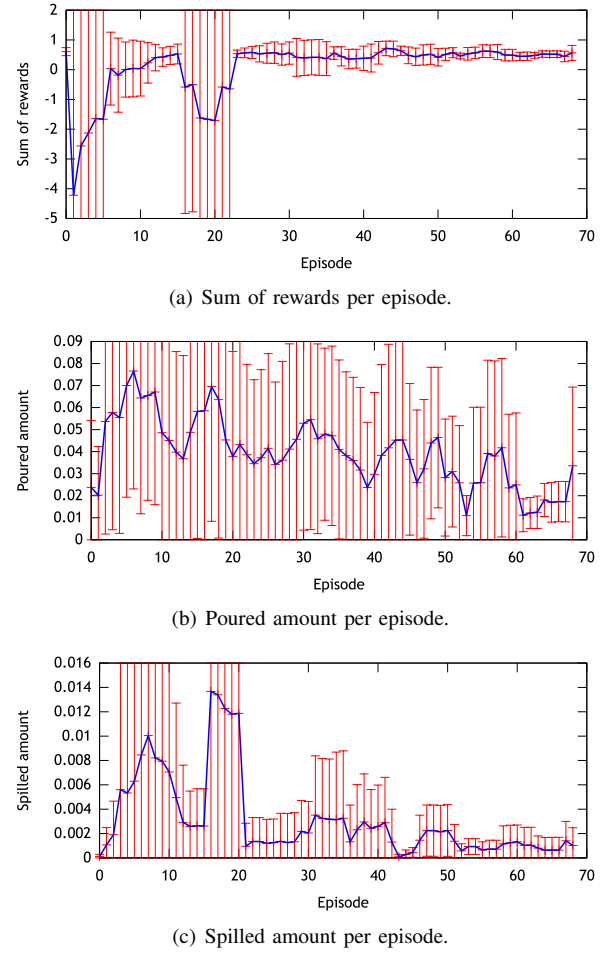 2
1
0
-1
-2
-3
-4
-5
Sum of rewards
0 10 20 30 40 50 60 70
Episode
(a) Sum of rewards per episode.
0.09
0.08
0.07
0.06
0.05
0.04
0.03
0.02
0.01
0
Poured amount
0 10 20 30 40 50 60 70
Episode
(b) Poured amount per episode.
0.016
0.014
0.012
0.01
0.008
0.006
0.004
0.002
0
Spilled amount
0 10 20 30 40 50 60 70
Episode
(c) Spilled amount per episode.